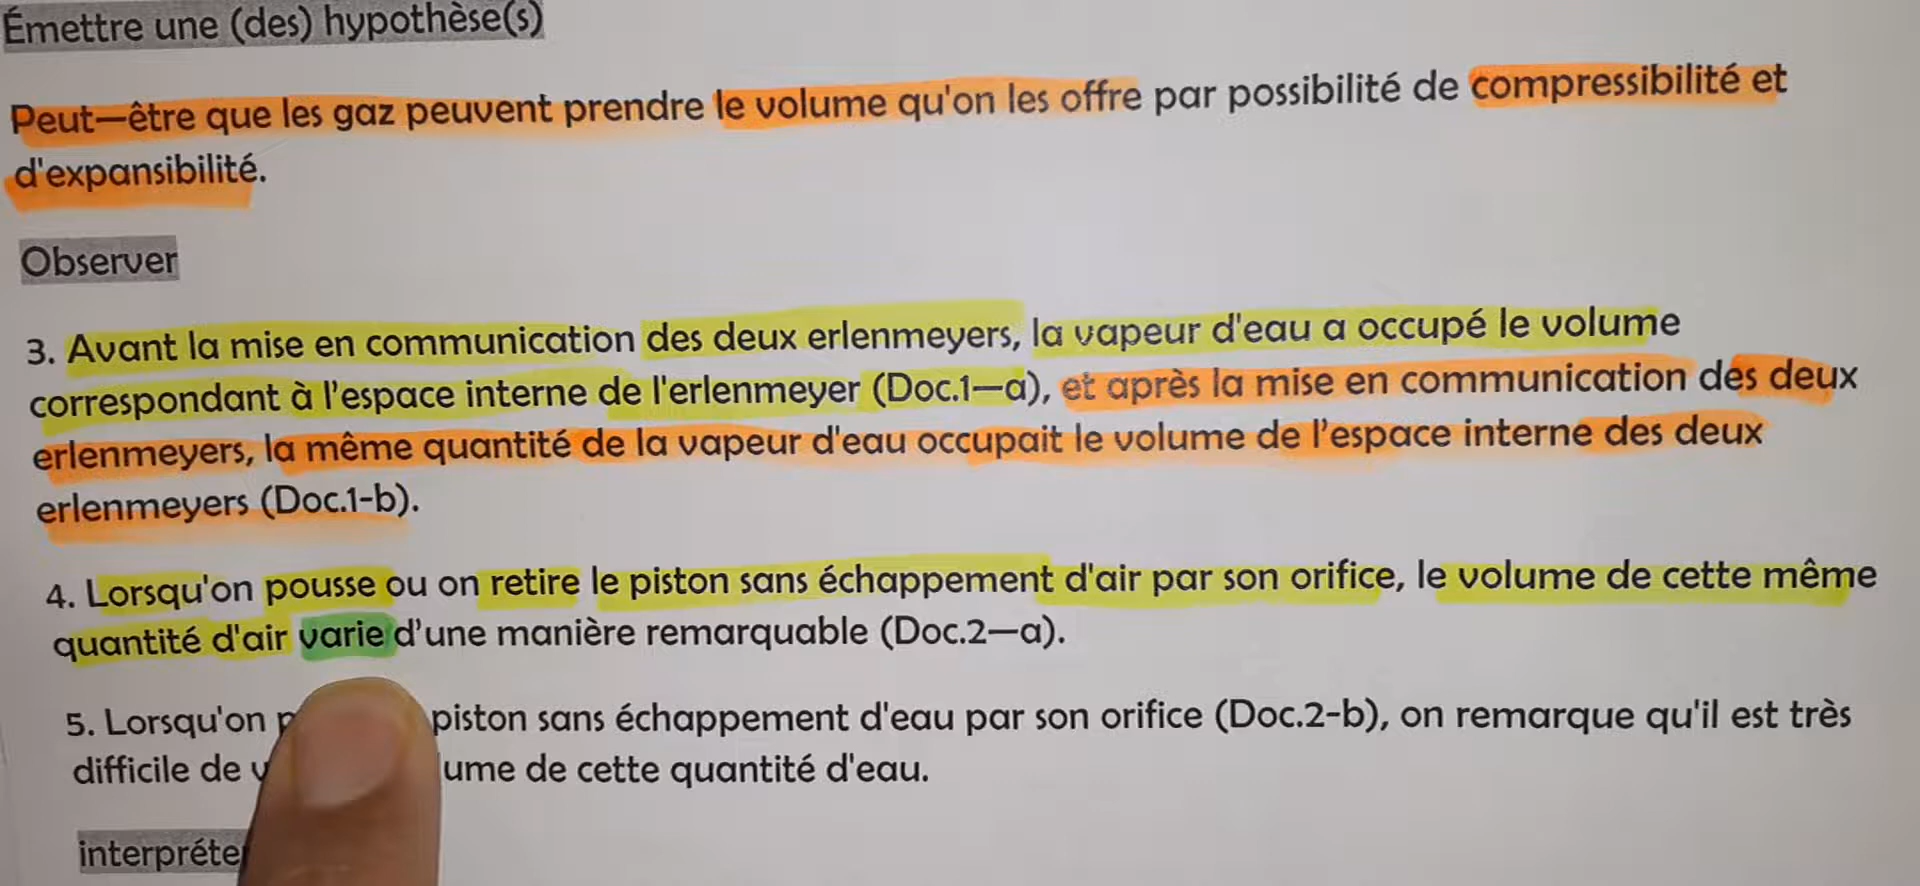 Émettre une (des) hypothèse(s)
Peut—être que les gaz peuvent prendre le volume qu'on les offre par possibilité de compressibilité et
d'expansibilité.
Observer
3. Avant la mise en communication des deux erlenmeyers, la vapeur d'eau a occupé le volume
correspondant à l'espace interne de l'erlenmeyer (Doc.1—a), et après la mise en communication des deux
erlenmeyers, la même quantité de la vapeur d'eau occupait le volume de l'espace interne des deux
erlenmeyers (Doc.1-b).
4. Lorsqu'on pousse ou on retire le piston sans échappement d'air par son orifice, le volume de cette même
quantité d'air varie d'une manière remarquable (Doc.2—a).
5. Lorsqu'on piston sans échappement d'eau par son orifice (Doc.2-b), on remarque qu'il est très
difficile de ume de cette quantité d'eau.
interpréter